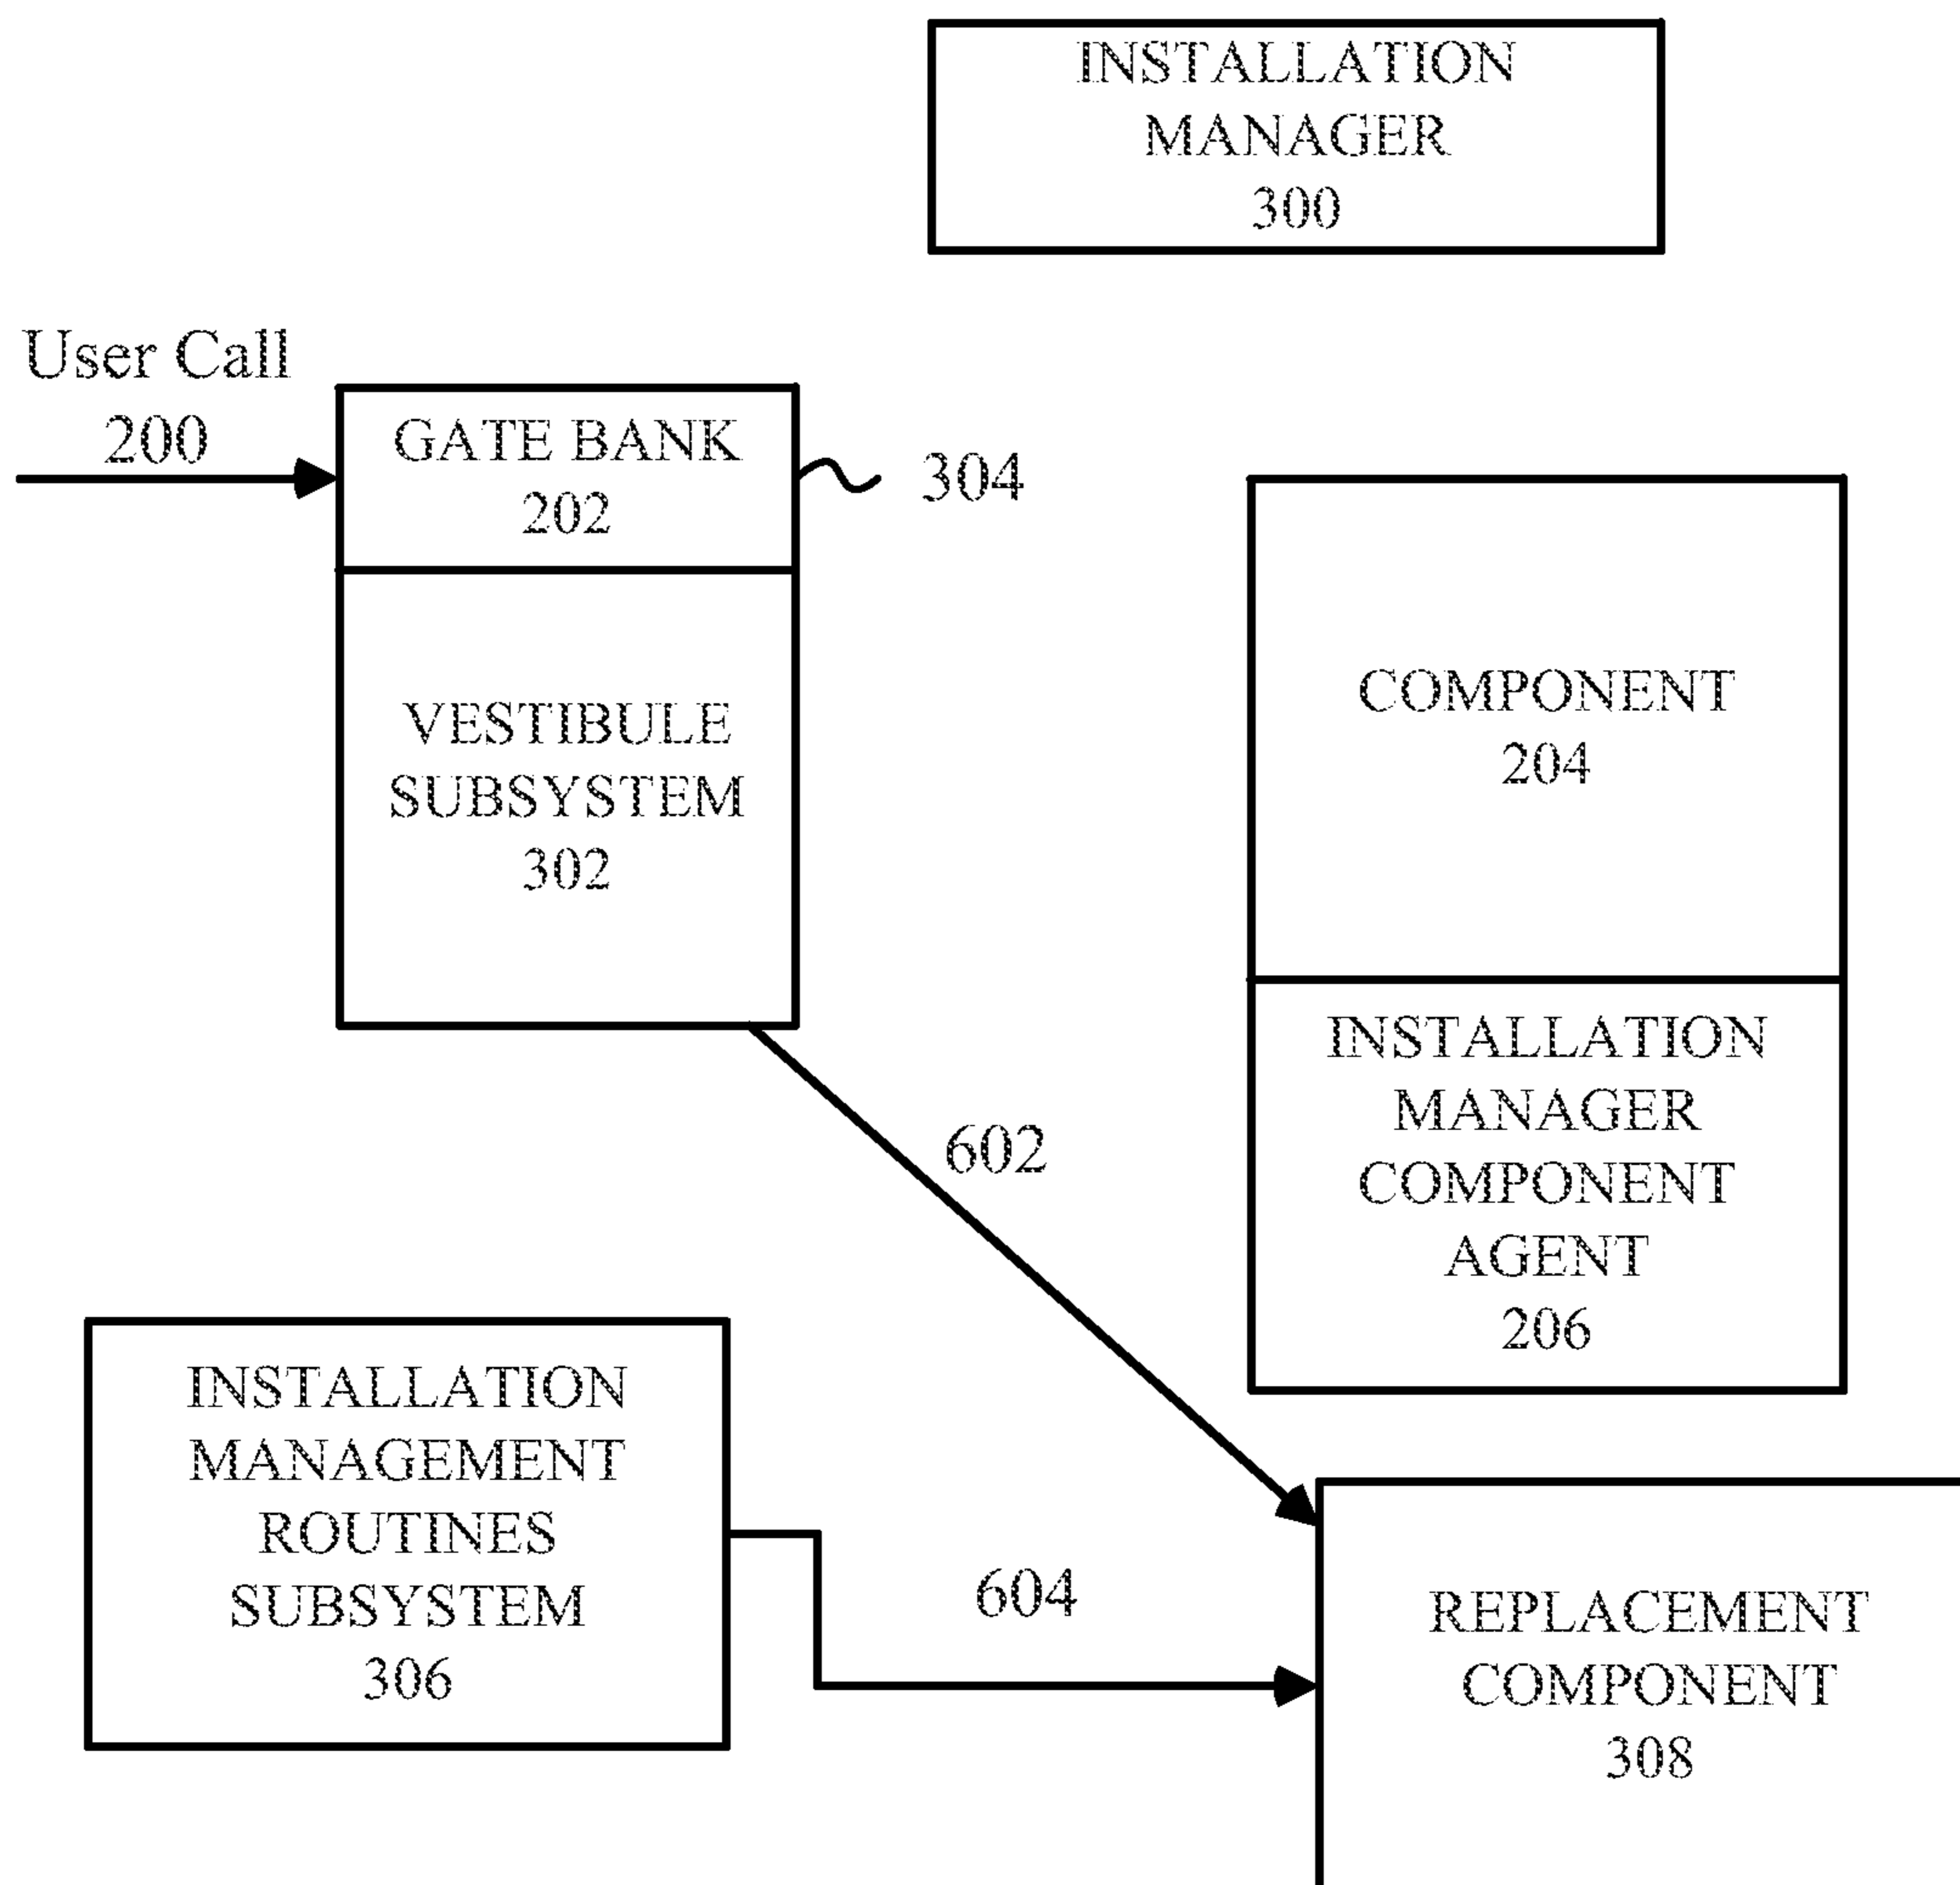 INSTALLATION
MANAGER
300
User Call
200
GATE BANK
202
304
VESTIBULE
SUBSYSTEM
302
COMPONENT
204
INSTALLATION
MANAGER
COMPONENT
AGENT
206
602
INSTALLATION
MANAGEMENT
ROUTINES
SUBSYSTEM
306
604
REPLACEMENT
COMPONENT
308